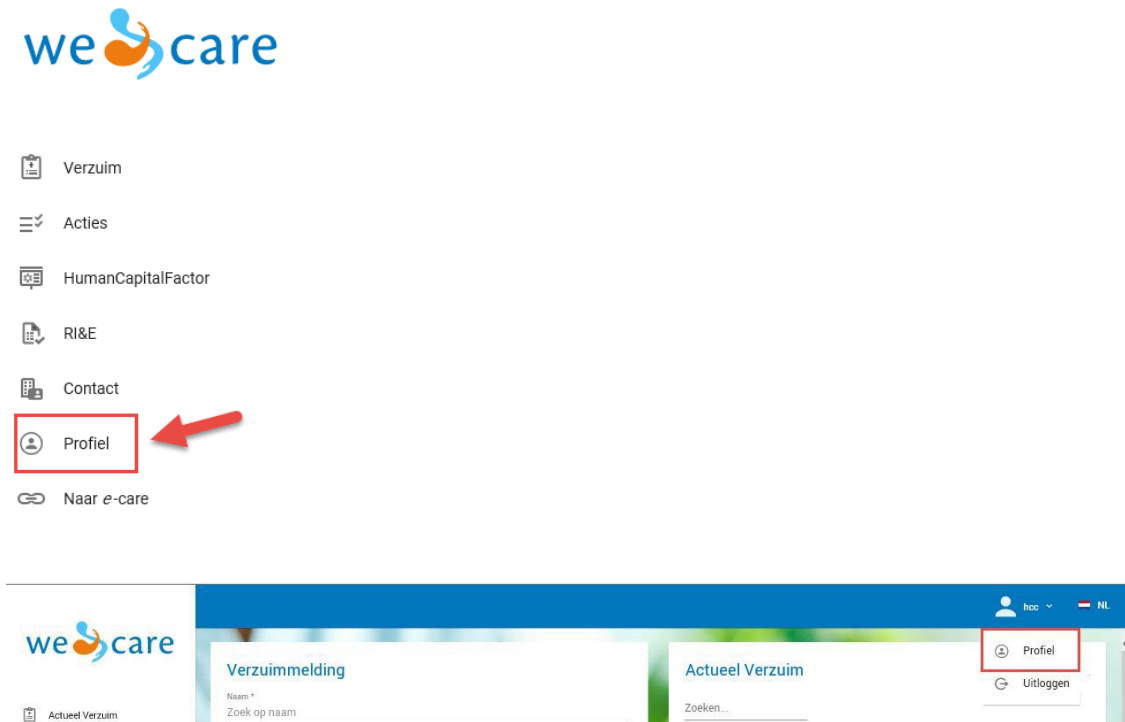 we care
Verzuim
Acties
HumanCapitalFactor
RI&E
Contact
Profiel
Naar e-care
hcc NL
we care
Profiel
Verzuimmelding
Actueel Verzuim
Uitloggen
Naam *
Zoek op naam
Zoeken...
Actueel Verzuim